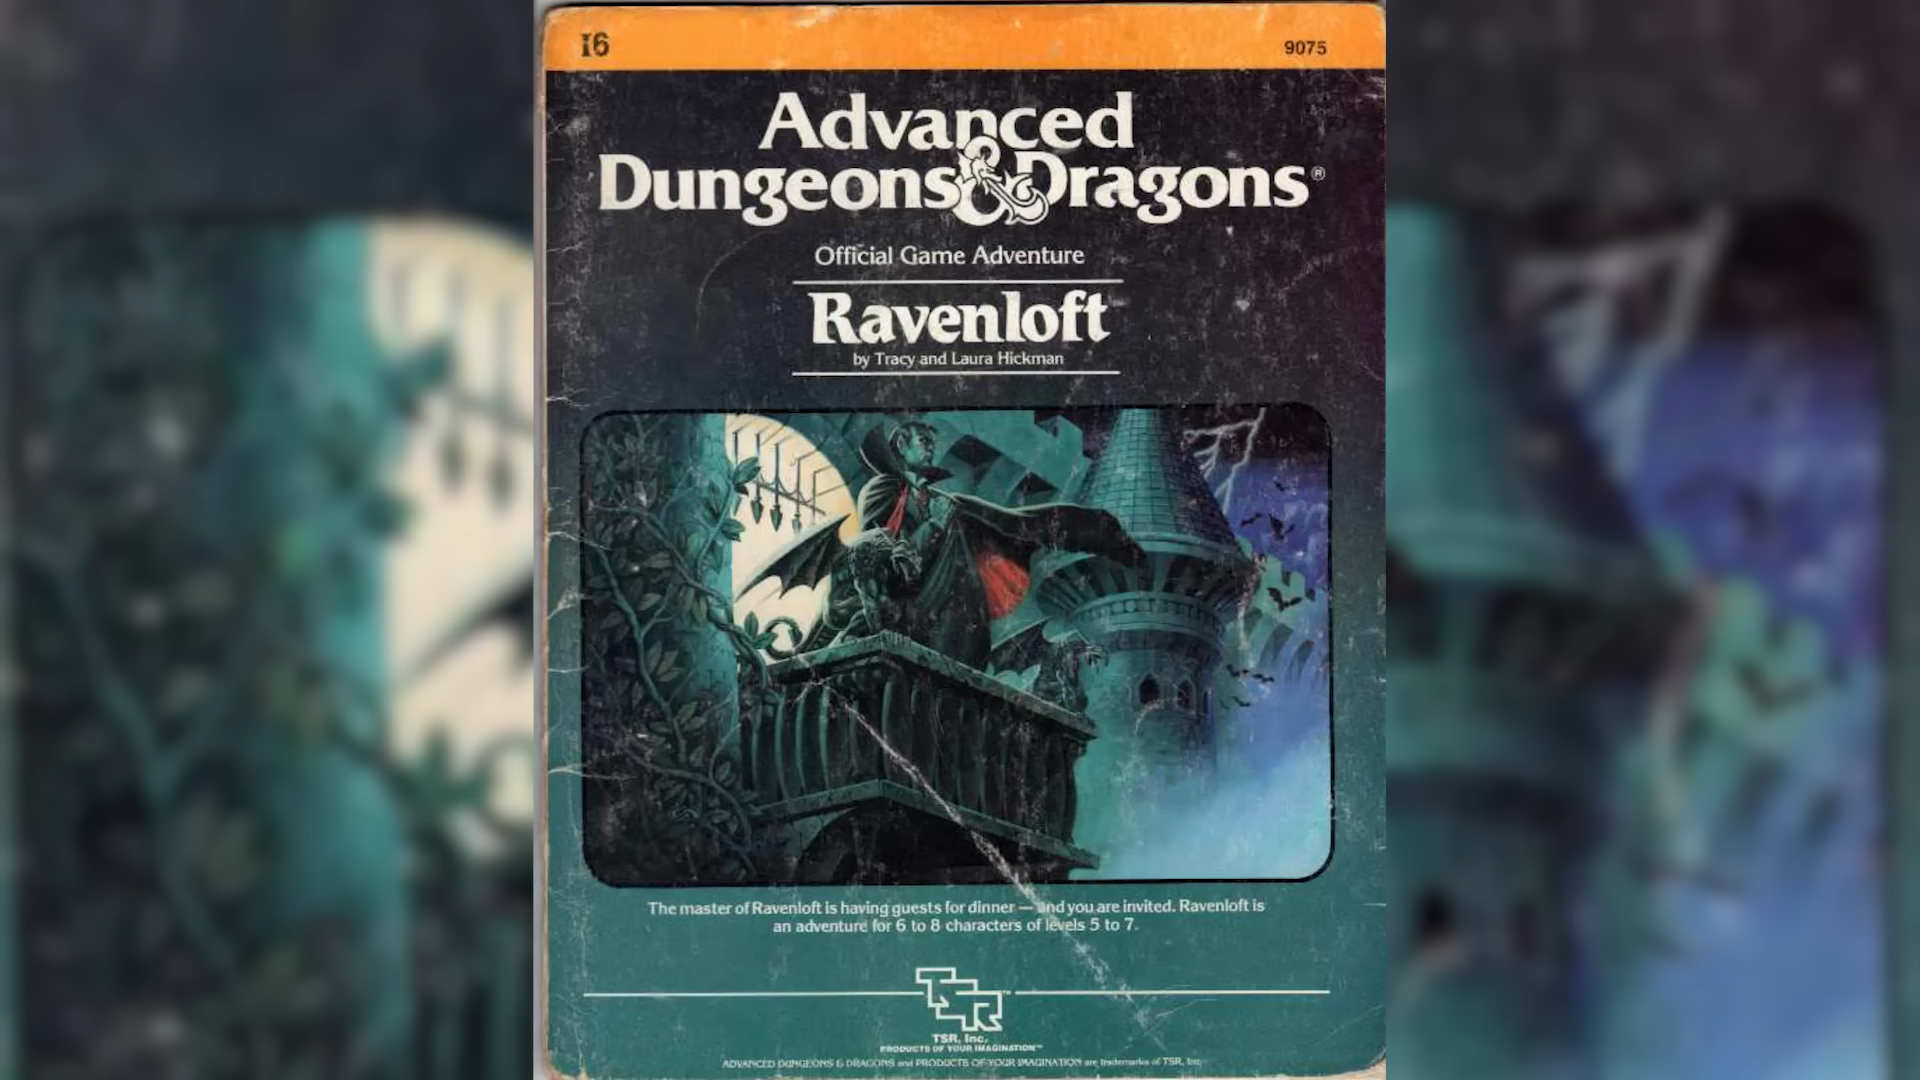 I6
9075
Advanced
Dungeons & Dragons®
Official Game Adventure
Ravenloft
by Tracy and Laura Hickman
The master of Ravenloft is having guests for dinner — and you are invited. Ravenloft is
an adventure for 6 to 8 characters of levels 5 to 7.
TSR™
TSR, Inc.
PRODUCTS OF YOUR IMAGINATION™
ADVANCED DUNGEONS & DRAGONS and PRODUCTS OF YOUR IMAGINATION are trademarks of TSR, Inc.